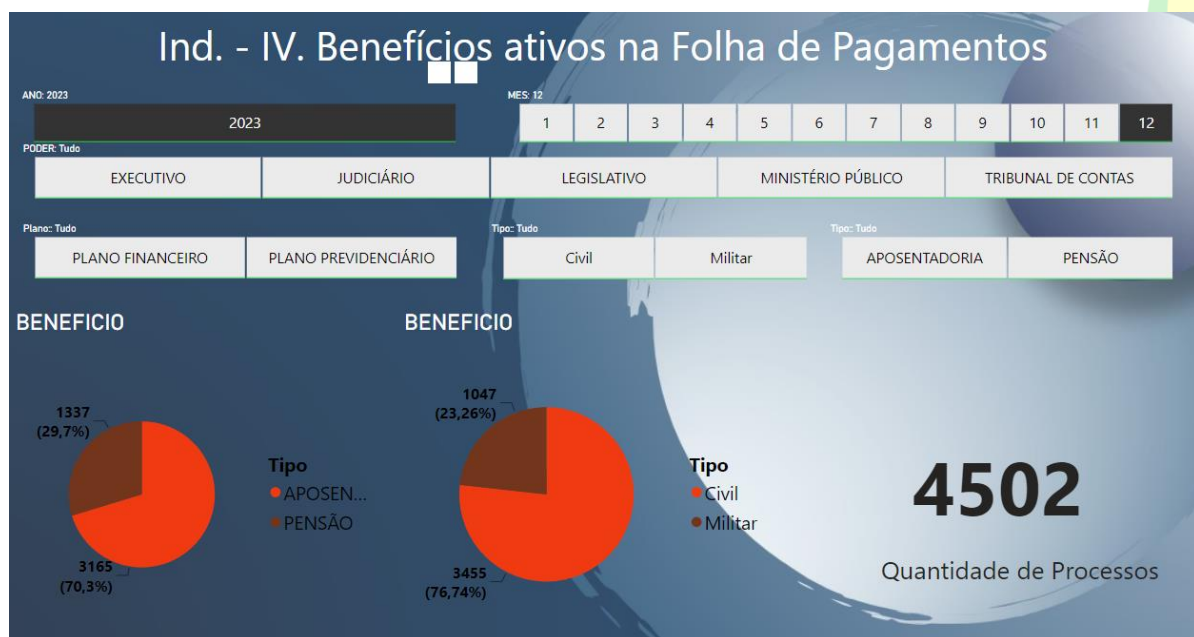 Ind. - IV. Benefícios ativos na Folha de Pagamentos
ANO: 2023
MES: 12
2023
1 2 3 4 5 6 7 8 9 10 11 12
PODER: Tudo
EXECUTIVO JUDICIÁRIO LEGISLATIVO MINISTÉRIO PÚBLICO TRIBUNAL DE CONTAS
Plano:: Tudo
Tipo:: Tudo
Tipo:: Tudo
PLANO FINANCEIRO PLANO PREVIDENCIÁRIO Civil Militar APOSENTADORIA PENSÃO
BENEFICIO
1337
(29,7%)
3165
(70,3%)
Tipo
APOSEN...
PENSÃO
BENEFICIO
1047
(23,26%)
3455
(76,74%)
Tipo
Civil
Militar
4502
Quantidade de Processos